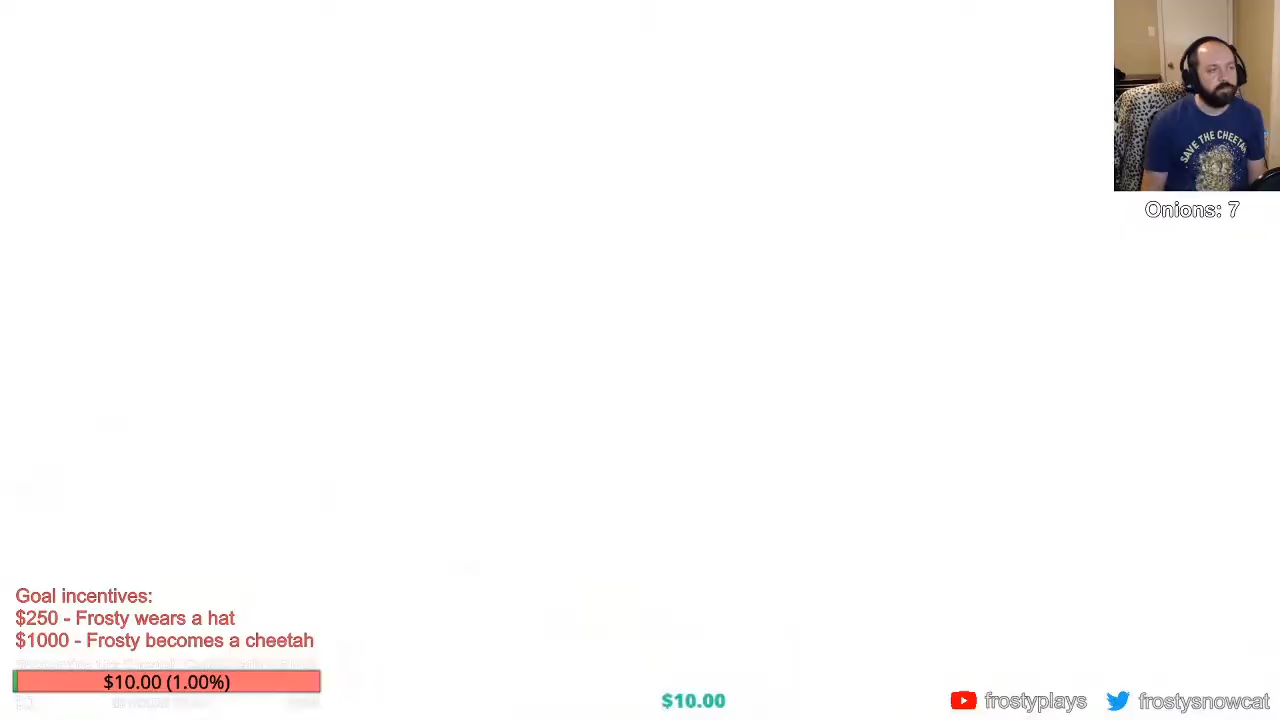 SAVE THE CHEETAH
Onions: 7
Goal incentives:
$250 - Frosty wears a hat
$1000 - Frosty becomes a cheetah
$10.00 (1.00%)
$10.00
frostyplays
frostysnowcat